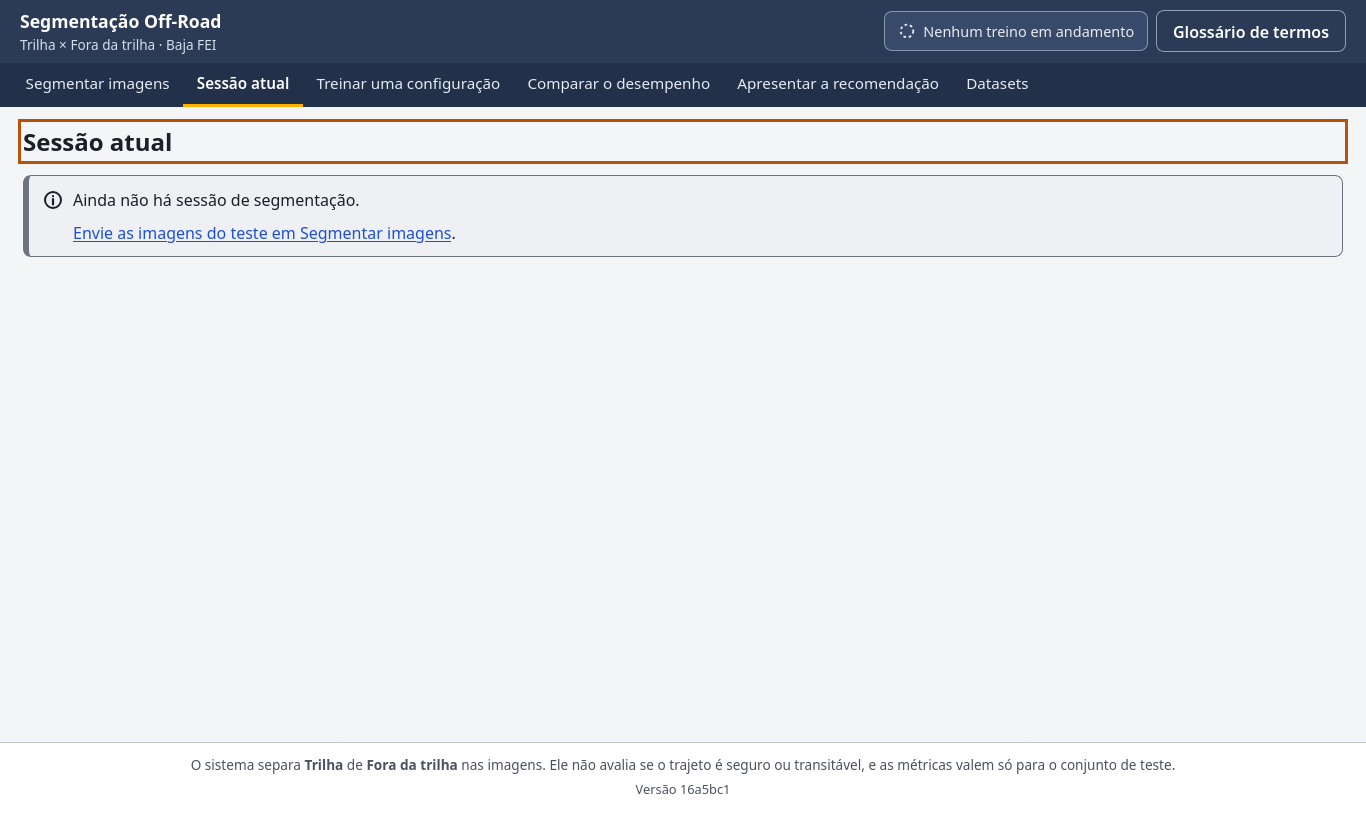 Segmentação Off-Road
Trilha × Fora da trilha · Baja FEI
Nenhum treino em andamento
Glossário de termos
Segmentar imagens
Sessão atual
Treinar uma configuração
Comparar o desempenho
Apresentar a recomendação
Datasets
Sessão atual
Ainda não há sessão de segmentação.
Envie as imagens do teste em Segmentar imagens.
O sistema separa Trilha de Fora da trilha nas imagens. Ele não avalia se o trajeto é seguro ou transitável, e as métricas valem só para o conjunto de teste.
Versão 16a5bc1